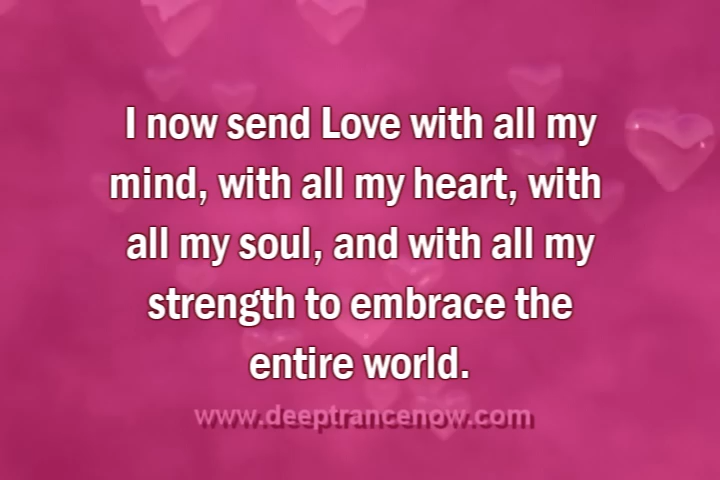 I now send Love with all my
mind, with all my heart, with
all my soul, and with all my
strength to embrace the
entire world.
www.deeptrancenow.com